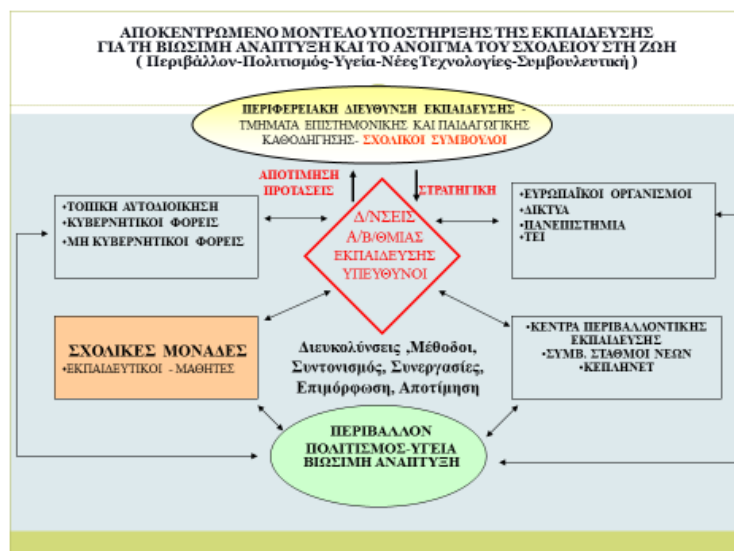 ΑΠΟΚΕΝΤΡΩΜΕΝΟ ΜΟΝΤΕΛΟ ΥΠΟΣΤΗΡΙΞΗΣ ΤΗΣ ΕΚΠΑΙΔΕΥΣΗΣ
ΓΙΑ ΤΗ ΒΙΩΣΙΜΗ ΑΝΑΠΤΥΞΗ ΚΑΙ ΤΟ ΑΝΟΙΓΜΑ ΤΟΥ ΣΧΟΛΕΙΟΥ ΣΤΗ ΖΩΗ
( Περιβάλλον-Πολιτισμός-Υγεία-Νέες Τεχνολογίες-Συμβουλευτική )
ΠΕΡΙΦΕΡΕΙΑΚΗ ΔΙΕΥΘΥΝΣΗ ΕΚΠΑΙΔΕΥΣΗΣ -
ΤΜΗΜΑΤΑ ΕΠΙΣΤΗΜΟΝΙΚΗΣ ΚΑΙ ΠΑΙΔΑΓΩΓΙΚΗΣ
ΚΑΘΟΔΗΓΗΣΗΣ- ΣΧΟΛΙΚΟΙ ΣΥΜΒΟΥΛΟΙ
ΑΠΟΤΙΜΗΣΗ
ΠΡΟΤΑΣΕΙΣ
ΣΤΡΑΤΗΓΙΚΗ
•ΤΟΠΙΚΗ ΑΥΤΟΔΙΟΙΚΗΣΗ
•ΚΥΒΕΡΝΗΤΙΚΟΙ ΦΟΡΕΙΣ
•ΜΗ ΚΥΒΕΡΝΗΤΙΚΟΙ ΦΟΡΕΙΣ
Δ/ΝΣΕΙΣ
Α/Β/ΘΜΙΑΣ
ΕΚΠΑΙΔΕΥΣΗΣ
ΥΠΕΥΘΥΝΟΙ
•ΕΥΡΩΠΑΪΚΟΙ ΟΡΓΑΝΙΣΜΟΙ
•ΔΙΚΤΥΑ
•ΠΑΝΕΠΙΣΤΗΜΙΑ
•ΤΕΙ
ΣΧΟΛΙΚΕΣ ΜΟΝΑΔΕΣ
•ΕΚΠΑΙΔΕΥΤΙΚΟΙ - ΜΑΘΗΤΕΣ
Διευκολύνσεις ,Μέθοδοι,
Συντονισμός, Συνεργασίες,
Επιμόρφωση, Αποτίμηση
•ΚΕΝΤΡΑ ΠΕΡΙΒΑΛΛΟΝΤΙΚΗΣ
ΕΚΠΑΙΔΕΥΣΗΣ
•ΣΥΜΒ. ΣΤΑΘΜΟΙ ΝΕΩΝ
•ΚΕΠΛΗΝΕΤ
ΠΕΡΙΒΑΛΛΟΝ
ΠΟΛΙΤΙΣΜΟΣ-ΥΓΕΙΑ
ΒΙΩΣΙΜΗ ΑΝΑΠΤΥΞΗ